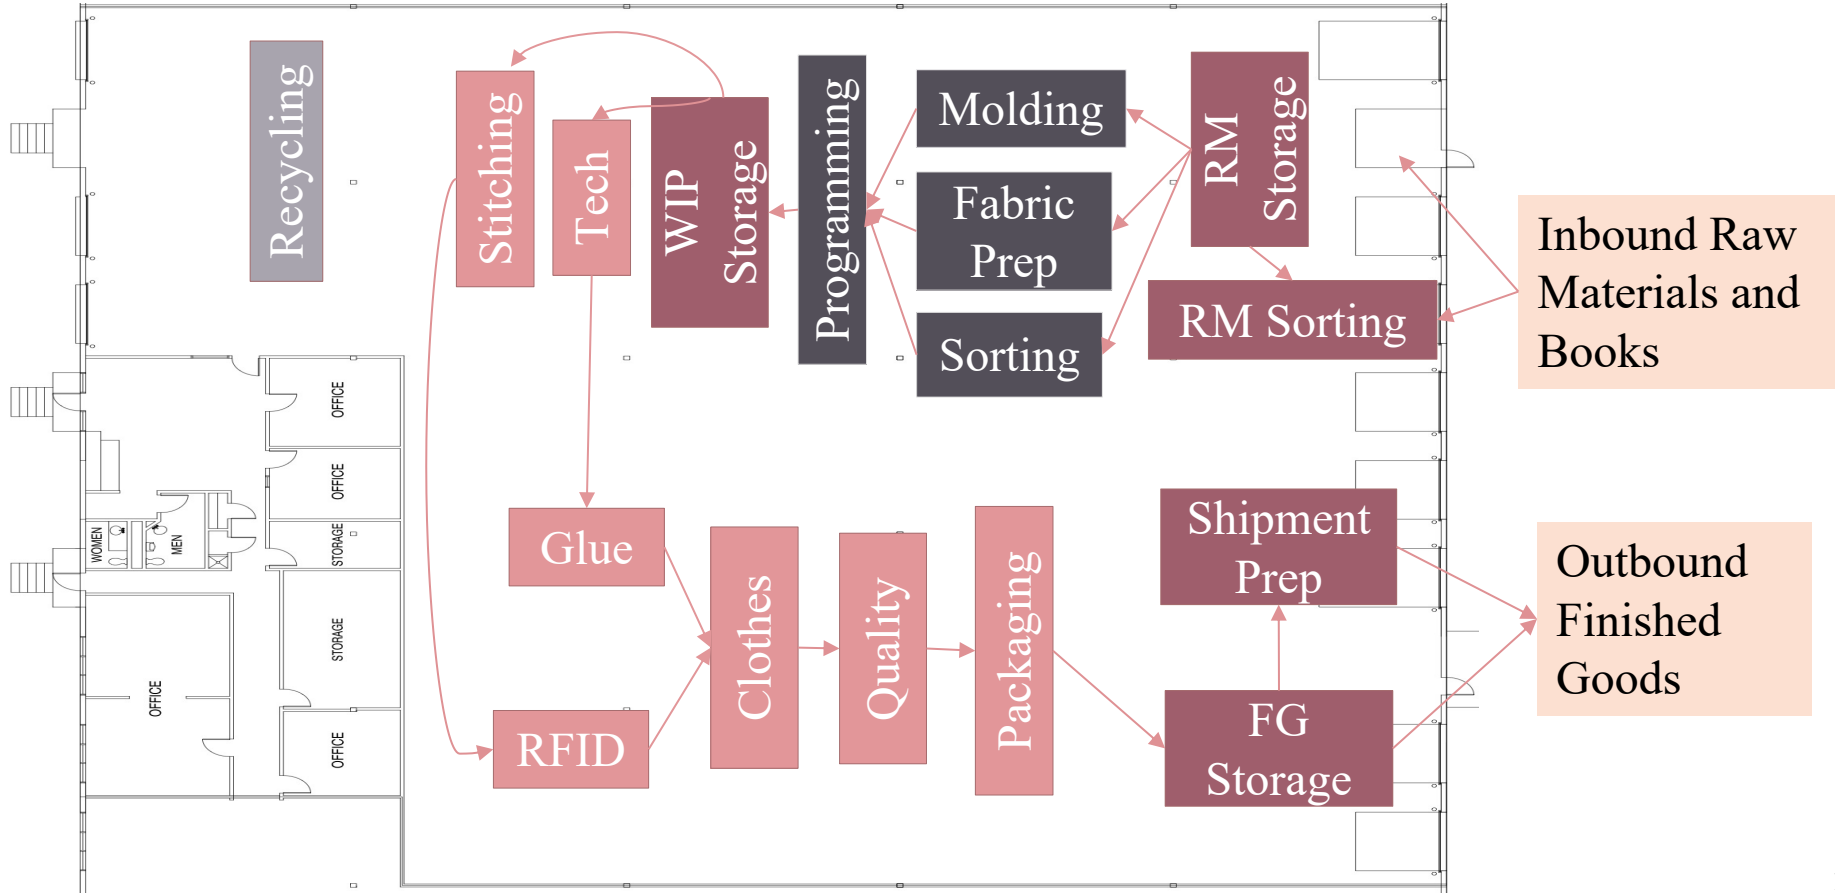 Recycling
Stitching
Tech
WIP
Storage
Programming
Molding
Fabric
Prep
Sorting
RM
Storage
RM Sorting
Inbound Raw
Materials and
Books
OFFICE
OFFICE
STORAGE
WOMEN
MEN
STORAGE
OFFICE
OFFICE
Glue
RFID
Clothes
Quality
Packaging
Shipment
Prep
FG
Storage
Outbound
Finished
Goods